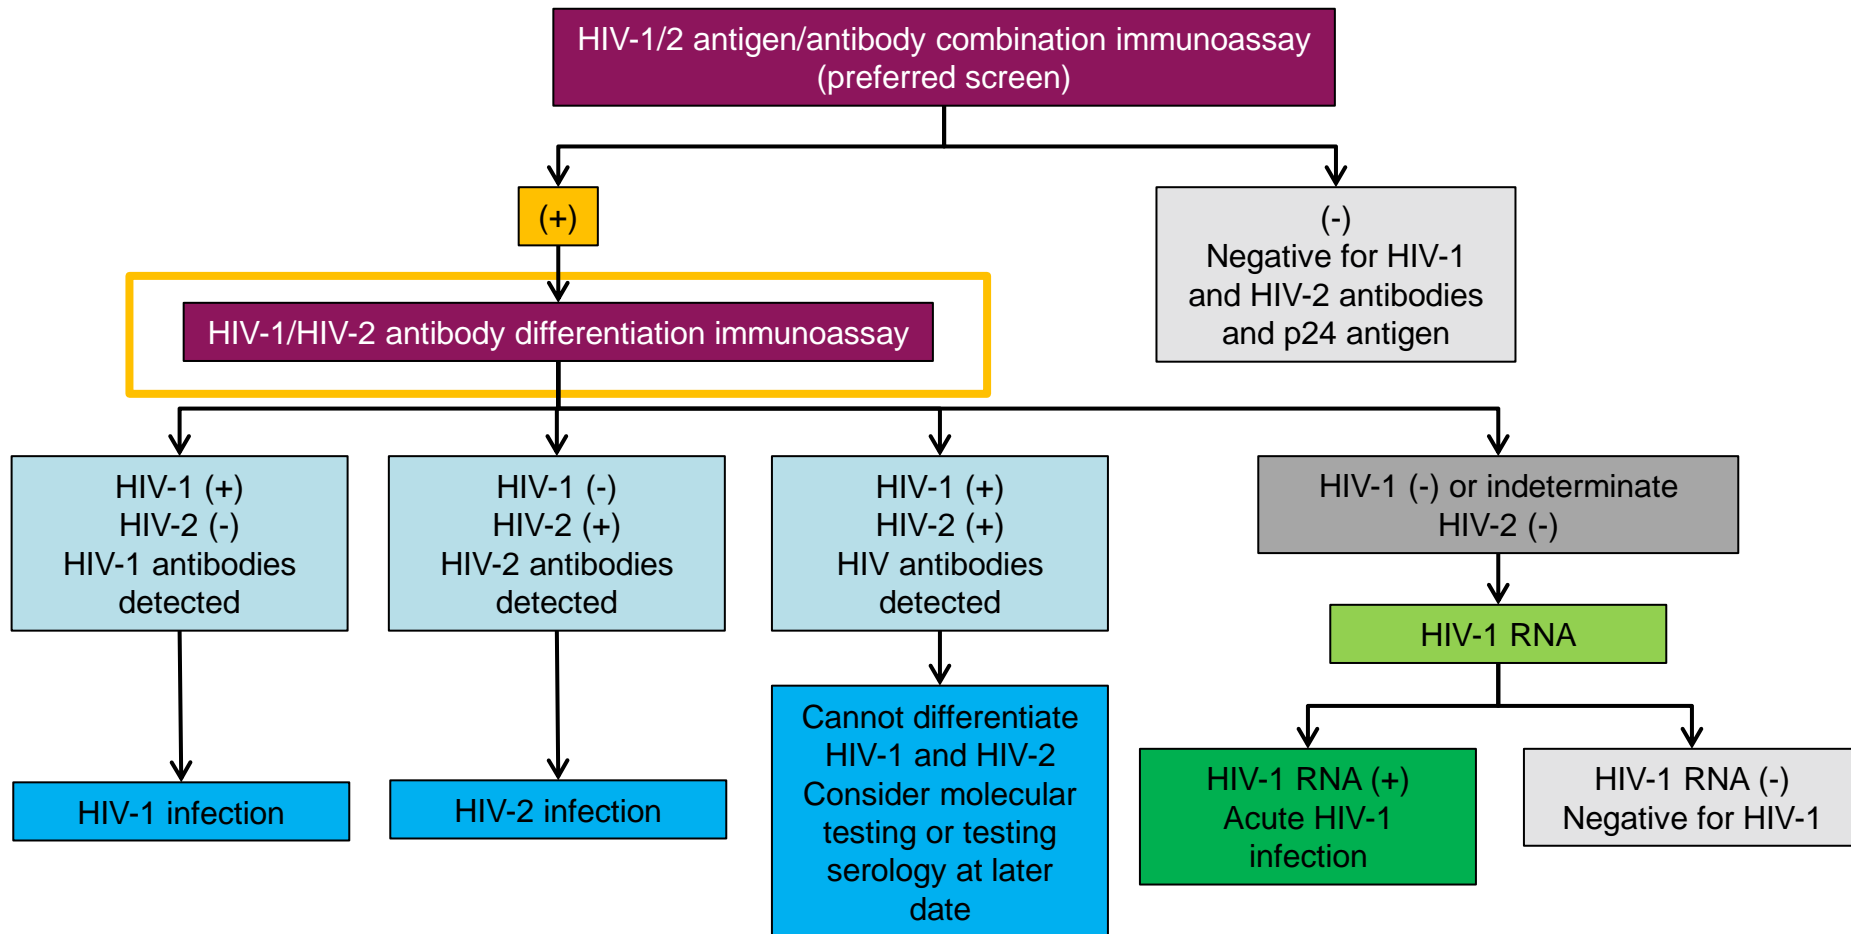 HIV-1/2 antigen/antibody combination immunoassay
(preferred screen)
(+)
(-)
Negative for HIV-1
and HIV-2 antibodies
and p24 antigen
HIV-1/HIV-2 antibody differentiation immunoassay
HIV-1 (+)
HIV-2 (-)
HIV-1 antibodies
detected
HIV-1 (-)
HIV-2 (+)
HIV-2 antibodies
detected
HIV-1 (+)
HIV-2 (+)
HIV antibodies
detected
HIV-1 (-) or indeterminate
HIV-2 (-)
HIV-1 RNA
HIV-1 infection
HIV-2 infection
Cannot differentiate
HIV-1 and HIV-2
Consider molecular
testing or testing
serology at later
date
HIV-1 RNA (+)
Acute HIV-1
infection
HIV-1 RNA (-)
Negative for HIV-1